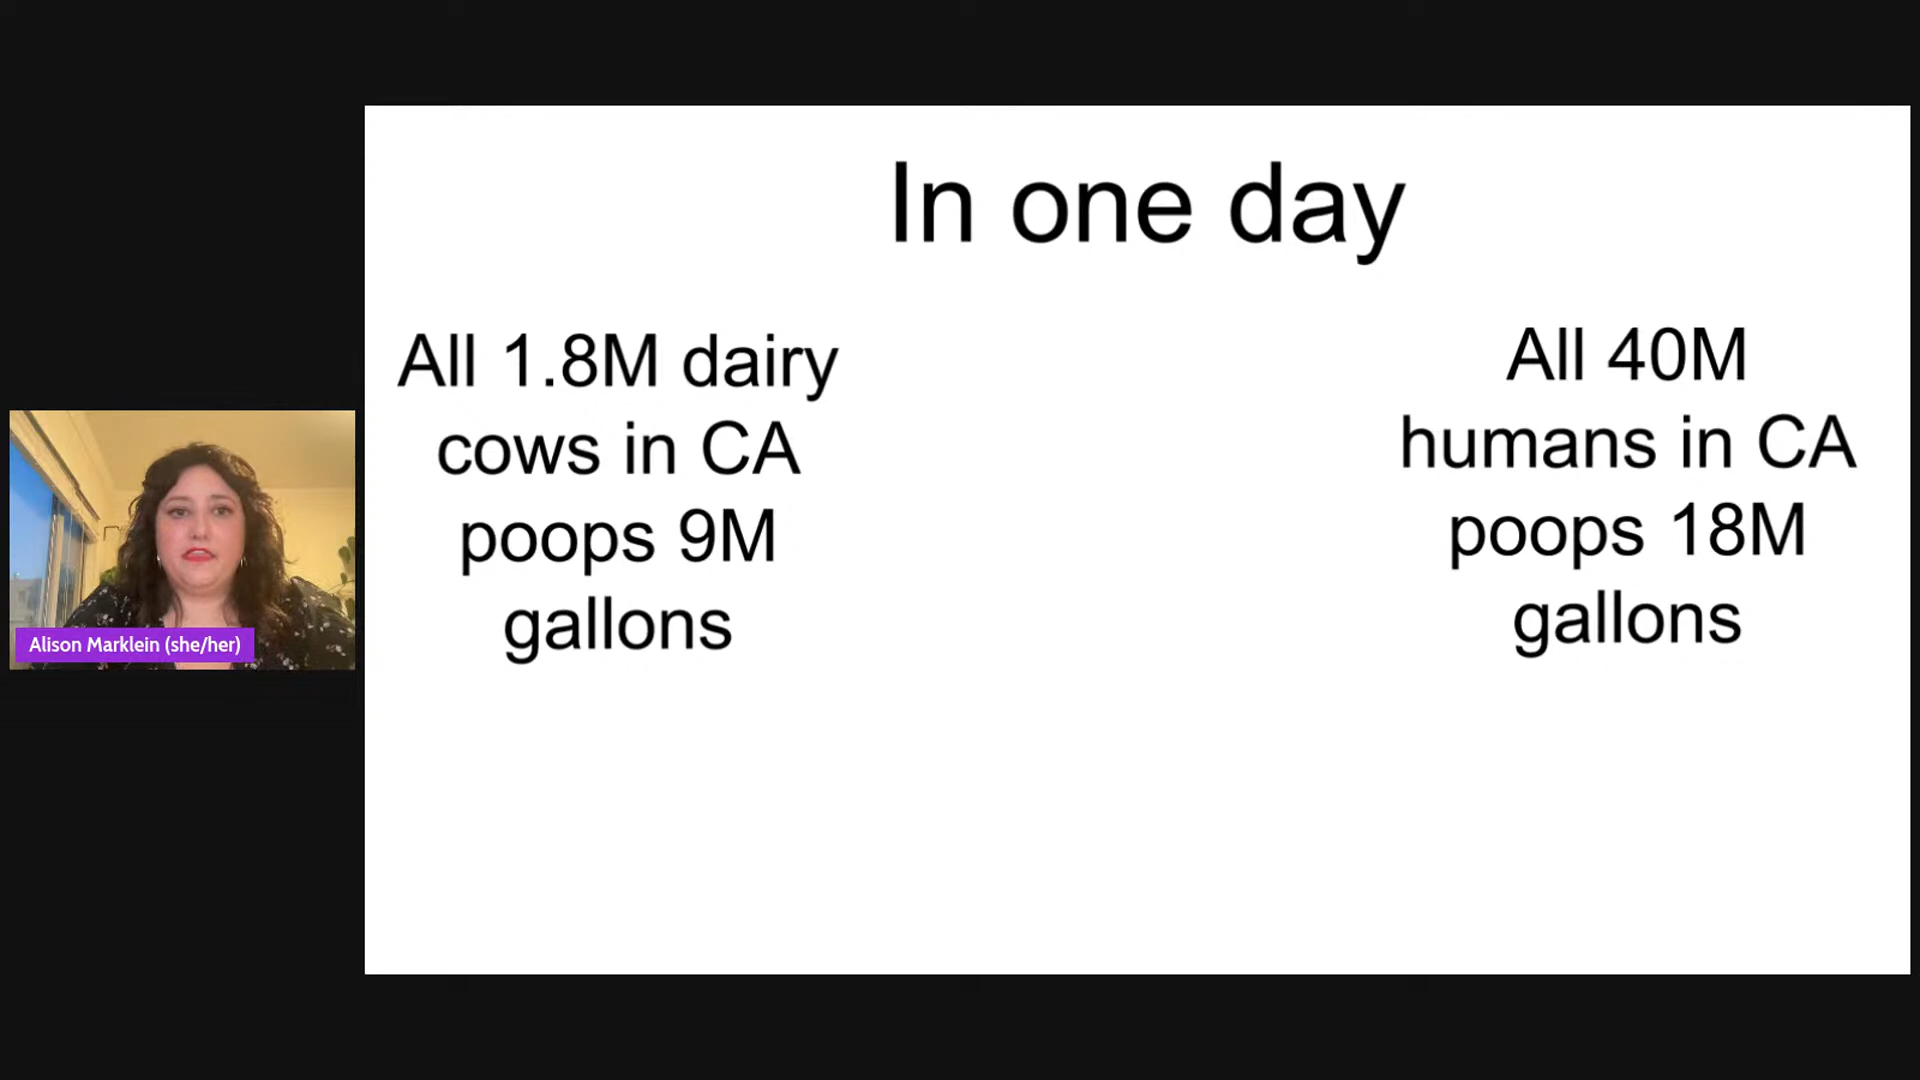 In one day
All 1.8M dairy
cows in CA
poops 9M
gallons
All 40M
humans in CA
poops 18M
gallons
Alison Marklein (she/her)